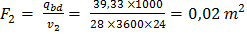 F₂ = q_bd / v₂ = 39,33 ×1000 / 28 ×3600×24 = 0,02 m²